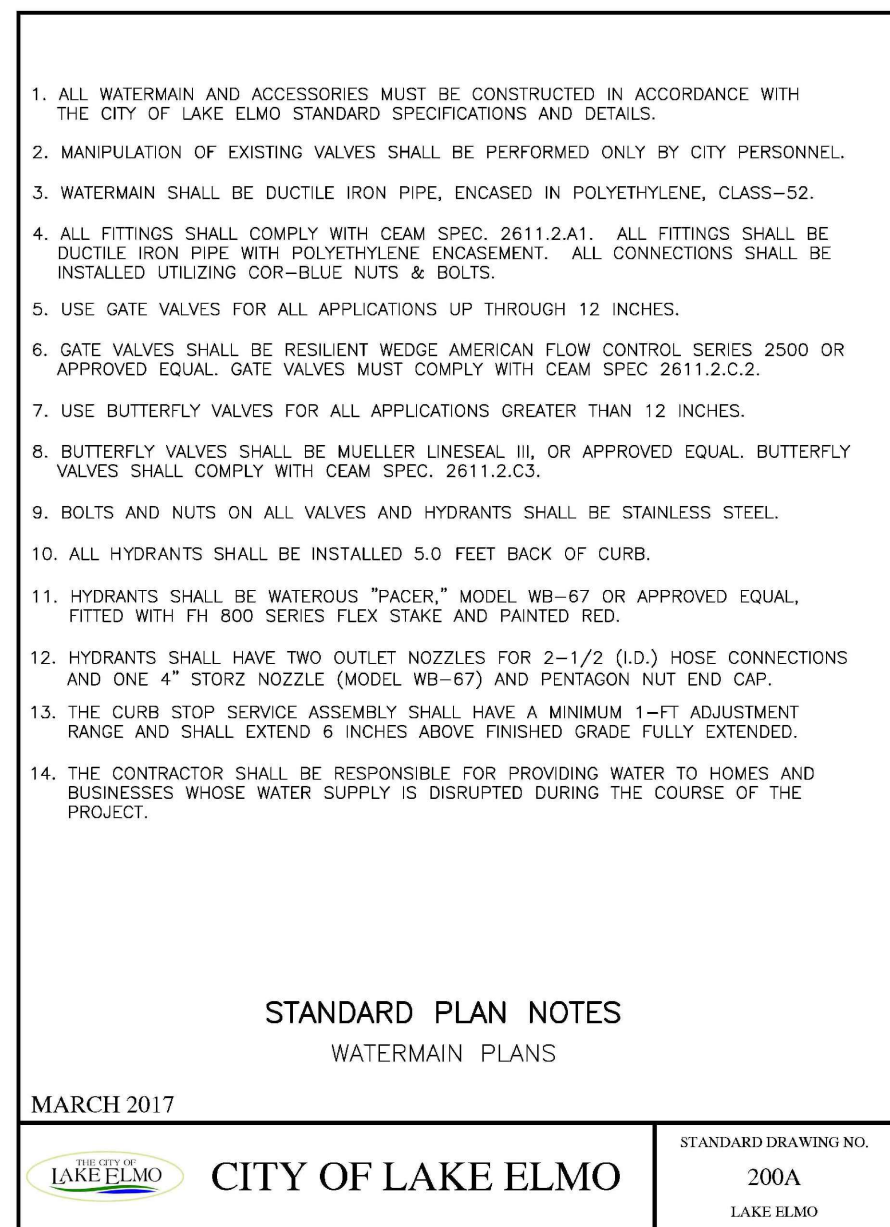 1. ALL WATERMAIN AND ACCESSORIES MUST BE CONSTRUCTED IN ACCORDANCE WITH
THE CITY OF LAKE ELMO STANDARD SPECIFICATIONS AND DETAILS.
2. MANIPULATION OF EXISTING VALVES SHALL BE PERFORMED ONLY BY CITY PERSONNEL.
3. WATERMAIN SHALL BE DUCTILE IRON PIPE, ENCASED IN POLYETHYLENE, CLASS-52.
4. ALL FITTINGS SHALL COMPLY WITH CEAM SPEC. 2611.2.A1. ALL FITTINGS SHALL BE
DUCTILE IRON PIPE WITH POLYETHYLENE ENCASEMENT. ALL CONNECTIONS SHALL BE
INSTALLED UTILIZING COR-BLUE NUTS & BOLTS.
5. USE GATE VALVES FOR ALL APPLICATIONS UP THROUGH 12 INCHES.
6. GATE VALVES SHALL BE RESILIENT WEDGE AMERICAN FLOW CONTROL SERIES 2500 OR
APPROVED EQUAL. GATE VALVES MUST COMPLY WITH CEAM SPEC 2611.2.C.2.
7. USE BUTTERFLY VALVES FOR ALL APPLICATIONS GREATER THAN 12 INCHES.
8. BUTTERFLY VALVES SHALL BE MUELLER LINESEAL III, OR APPROVED EQUAL. BUTTERFLY
VALVES SHALL COMPLY WITH CEAM SPEC. 2611.2.C3.
9. BOLTS AND NUTS ON ALL VALVES AND HYDRANTS SHALL BE STAINLESS STEEL.
10. ALL HYDRANTS SHALL BE INSTALLED 5.0 FEET BACK OF CURB.
11. HYDRANTS SHALL BE WATEROUS "PACER," MODEL WB-67 OR APPROVED EQUAL,
FITTED WITH FH 800 SERIES FLEX STAKE AND PAINTED RED.
12. HYDRANTS SHALL HAVE TWO OUTLET NOZZLES FOR 2-1/2 (I.D.) HOSE CONNECTIONS
AND ONE 4" STORZ NOZZLE (MODEL WB-67) AND PENTAGON NUT END CAP.
13. THE CURB STOP SERVICE ASSEMBLY SHALL HAVE A MINIMUM 1-FT ADJUSTMENT
RANGE AND SHALL EXTEND 6 INCHES ABOVE FINISHED GRADE FULLY EXTENDED.
14. THE CONTRACTOR SHALL BE RESPONSIBLE FOR PROVIDING WATER TO HOMES AND
BUSINESSES WHOSE WATER SUPPLY IS DISRUPTED DURING THE COURSE OF THE
PROJECT.
STANDARD PLAN NOTES
WATERMAIN PLANS
MARCH 2017
THE CITY OF
LAKE ELMO
CITY OF LAKE ELMO
STANDARD DRAWING NO.
200A
LAKE ELMO